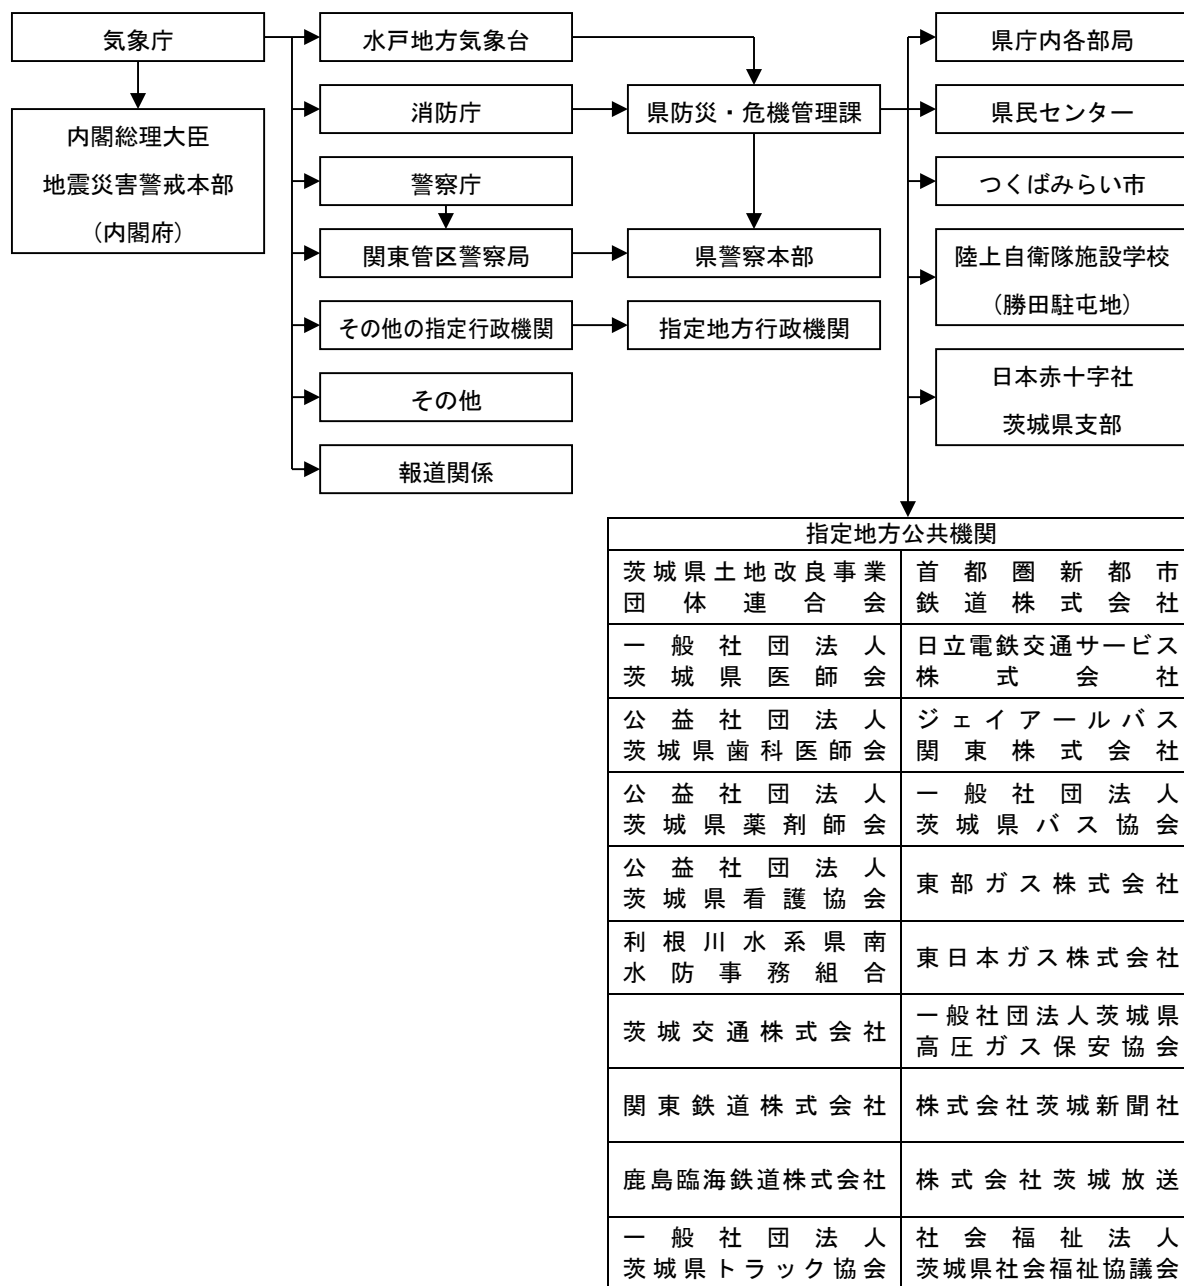 気象庁
内閣総理大臣
地震災害警戒本部
（内閣府）
水戸地方気象台
消防庁
警察庁
関東管区警察局
その他の指定行政機関
その他
報道関係
県防災・危機管理課
県警察本部
指定地方行政機関
県庁内各部局
県民センター
つくばみらい市
陸上自衛隊施設学校
（勝田駐屯地）
日本赤十字社
茨城県支部
指定地方公共機関
茨城県土地改良事業
団体連合会
首都圏新都市
鉄道株式会社
一般社団法人
茨城県医師会
日立電鉄交通サービス
株式会社
公益社団法人
茨城県歯科医師会
ジェイアールバス
関東株式会社
公益社団法人
茨城県薬剤師会
一般社団法人
茨城県バス協会
公益社団法人
茨城県看護協会
東部ガス株式会社
利根川水系県南
水防事務組合
東日本ガス株式会社
茨城交通株式会社
一般社団法人茨城県
高圧ガス保安協会
関東鉄道株式会社
株式会社茨城新聞社
鹿島臨海鉄道株式会社
株式会社茨城放送
一般社団法人
茨城県トラック協会
社会福祉法人
茨城県社会福祉協議会